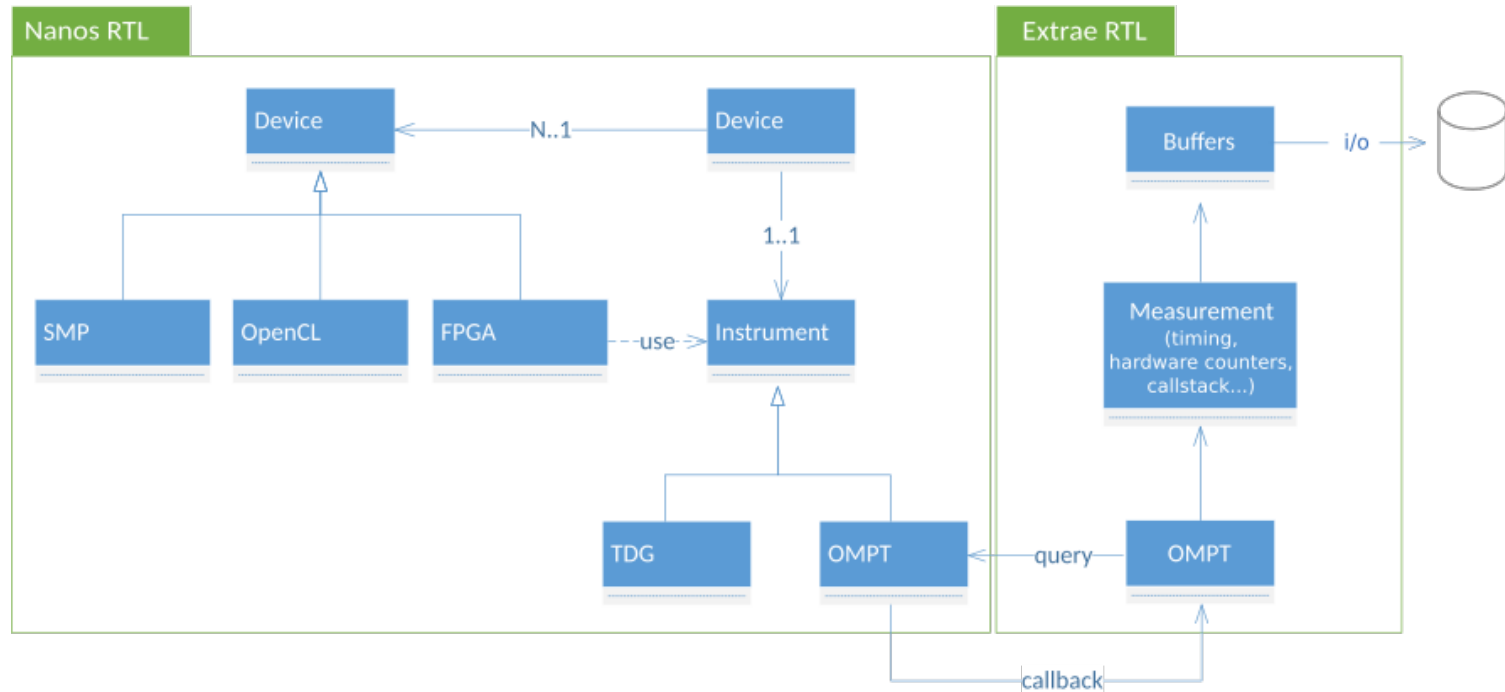 Nanos RTL
Extrae RTL
Device
N..1
Device
Buffers
i/o
1..1
SMP
OpenCL
FPGA
use
Instrument
Measurement
(timing,
hardware counters,
callstack...)
TDG
OMPT
query
OMPT
callback